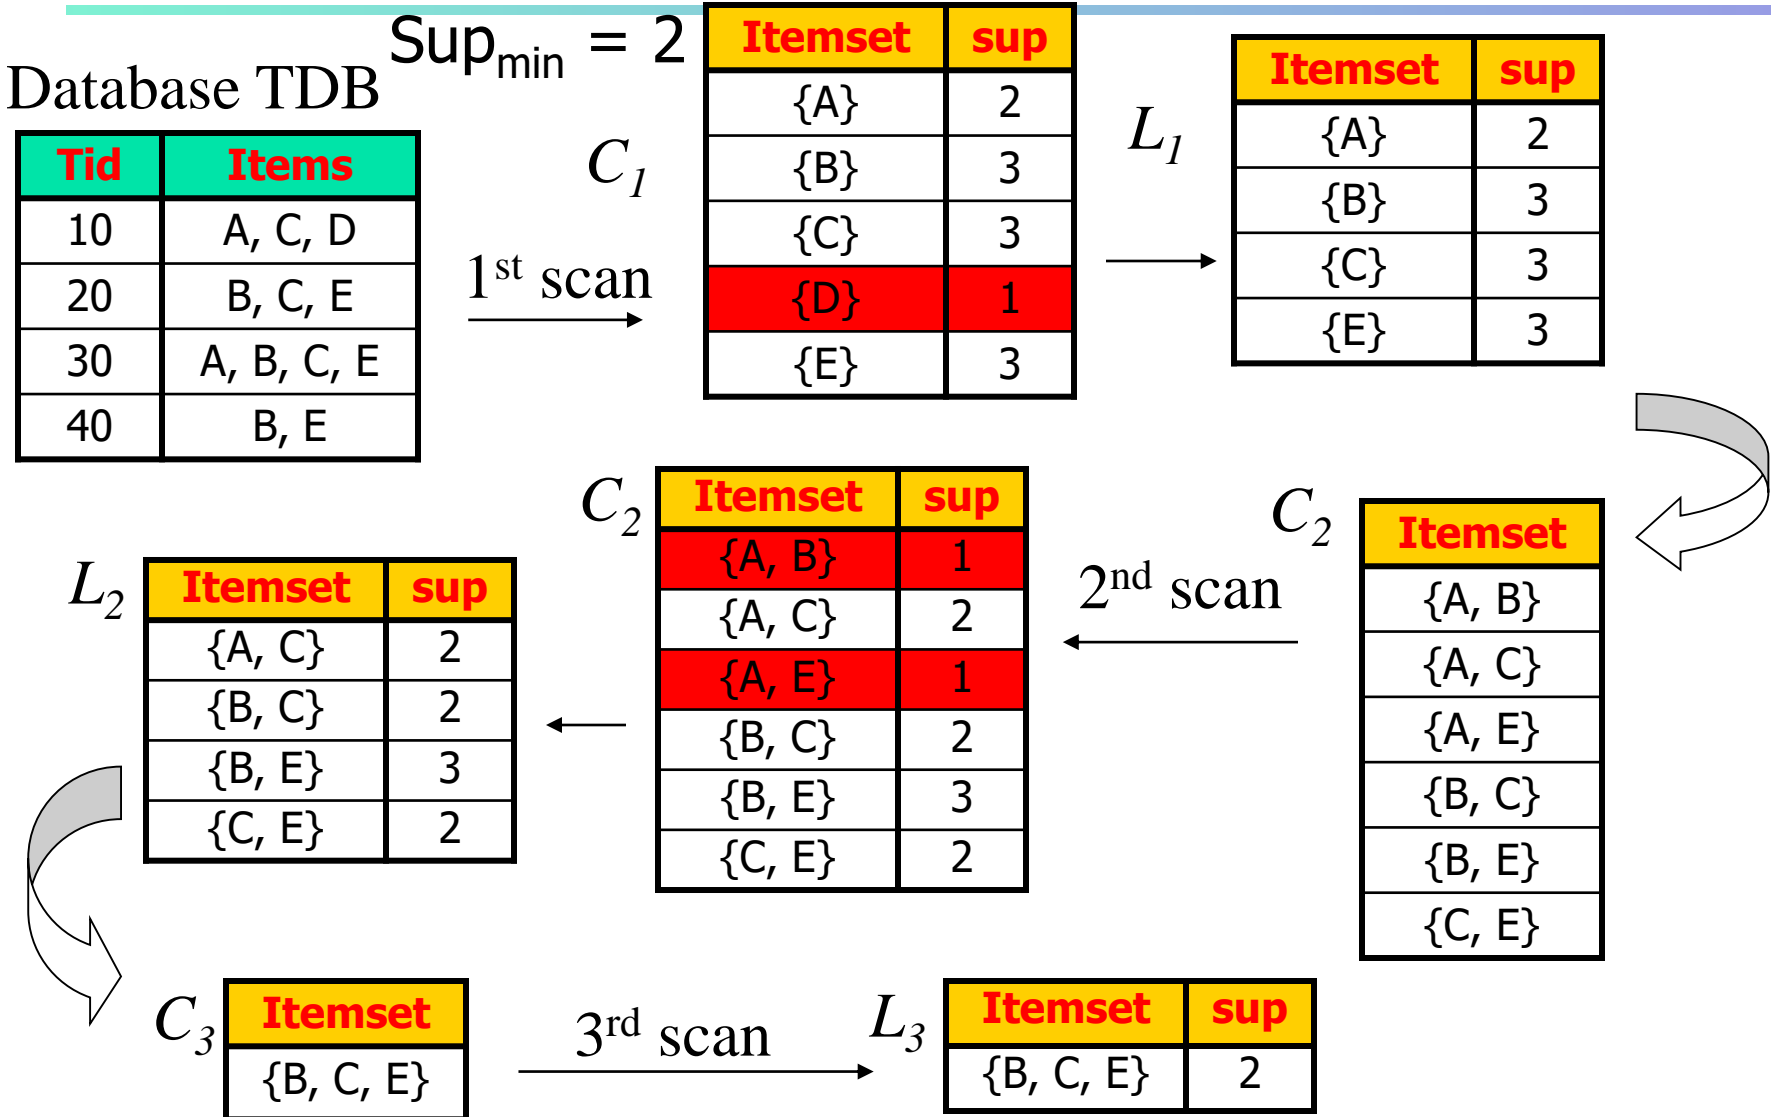 Sup_min = 2
Database TDB
Tid Items
10 A, C, D
20 B, C, E
30 A, B, C, E
40 B, E
1st scan
C1
Itemset sup
{A} 2
{B} 3
{C} 3
{D} 1
{E} 3
L1
Itemset sup
{A} 2
{B} 3
{C} 3
{E} 3
C2
Itemset
{A, B}
{A, C}
{A, E}
{B, C}
{B, E}
{C, E}
2nd scan
C2
Itemset sup
{A, B} 1
{A, C} 2
{A, E} 1
{B, C} 2
{B, E} 3
{C, E} 2
L2
Itemset sup
{A, C} 2
{B, C} 2
{B, E} 3
{C, E} 2
C3
Itemset
{B, C, E}
3rd scan
L3
Itemset sup
{B, C, E} 2